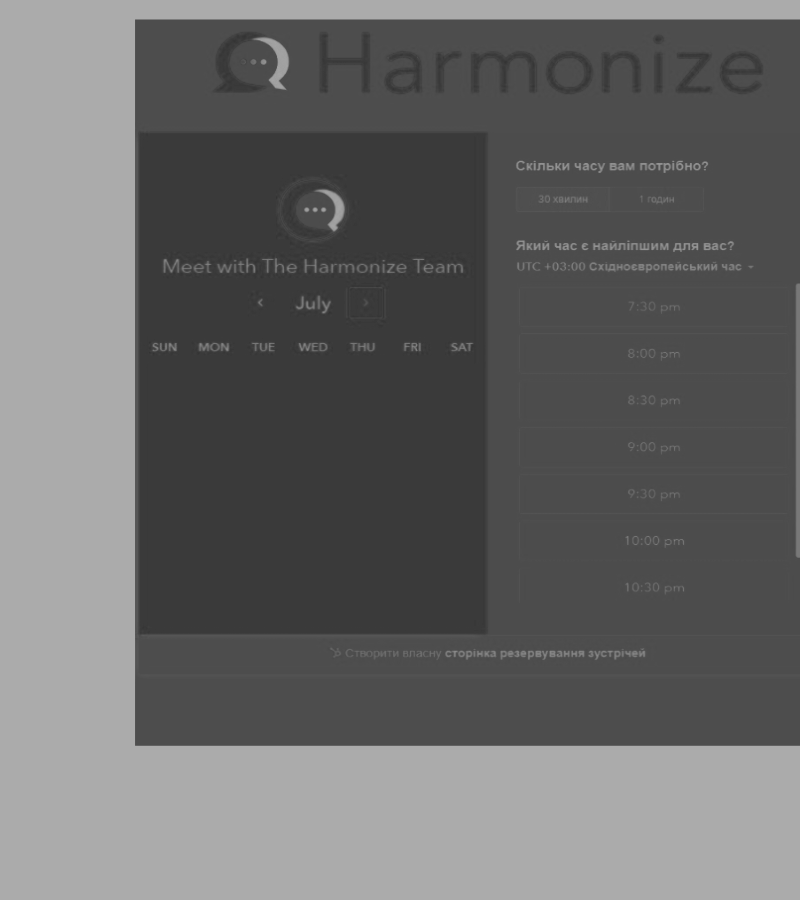 Harmonize
Meet with The Harmonize Team
July
SUN MON TUE WED THU FRI SAT
Скільки часу вам потрібно?
30 хвилин 1 годин
Який час є найліпшим для вас?
UTC +03:00 Східноєвропейський час
7:30 pm
8:00 pm
8:30 pm
9:00 pm
9:30 pm
10:00 pm
10:30 pm
Створити власну сторінка резервування зустрічей